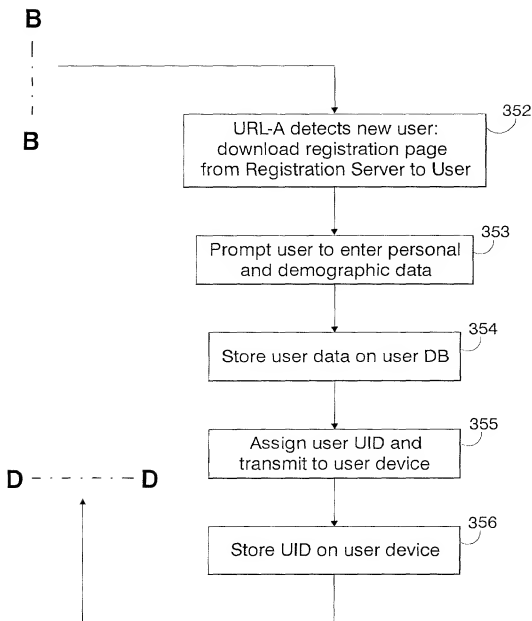 B
B
352
URL-A detects new user:
download registration page
from Registration Server to User
353
Prompt user to enter personal
and demographic data
354
Store user data on user DB
355
Assign user UID and
transmit to user device
D D
356
Store UID on user device